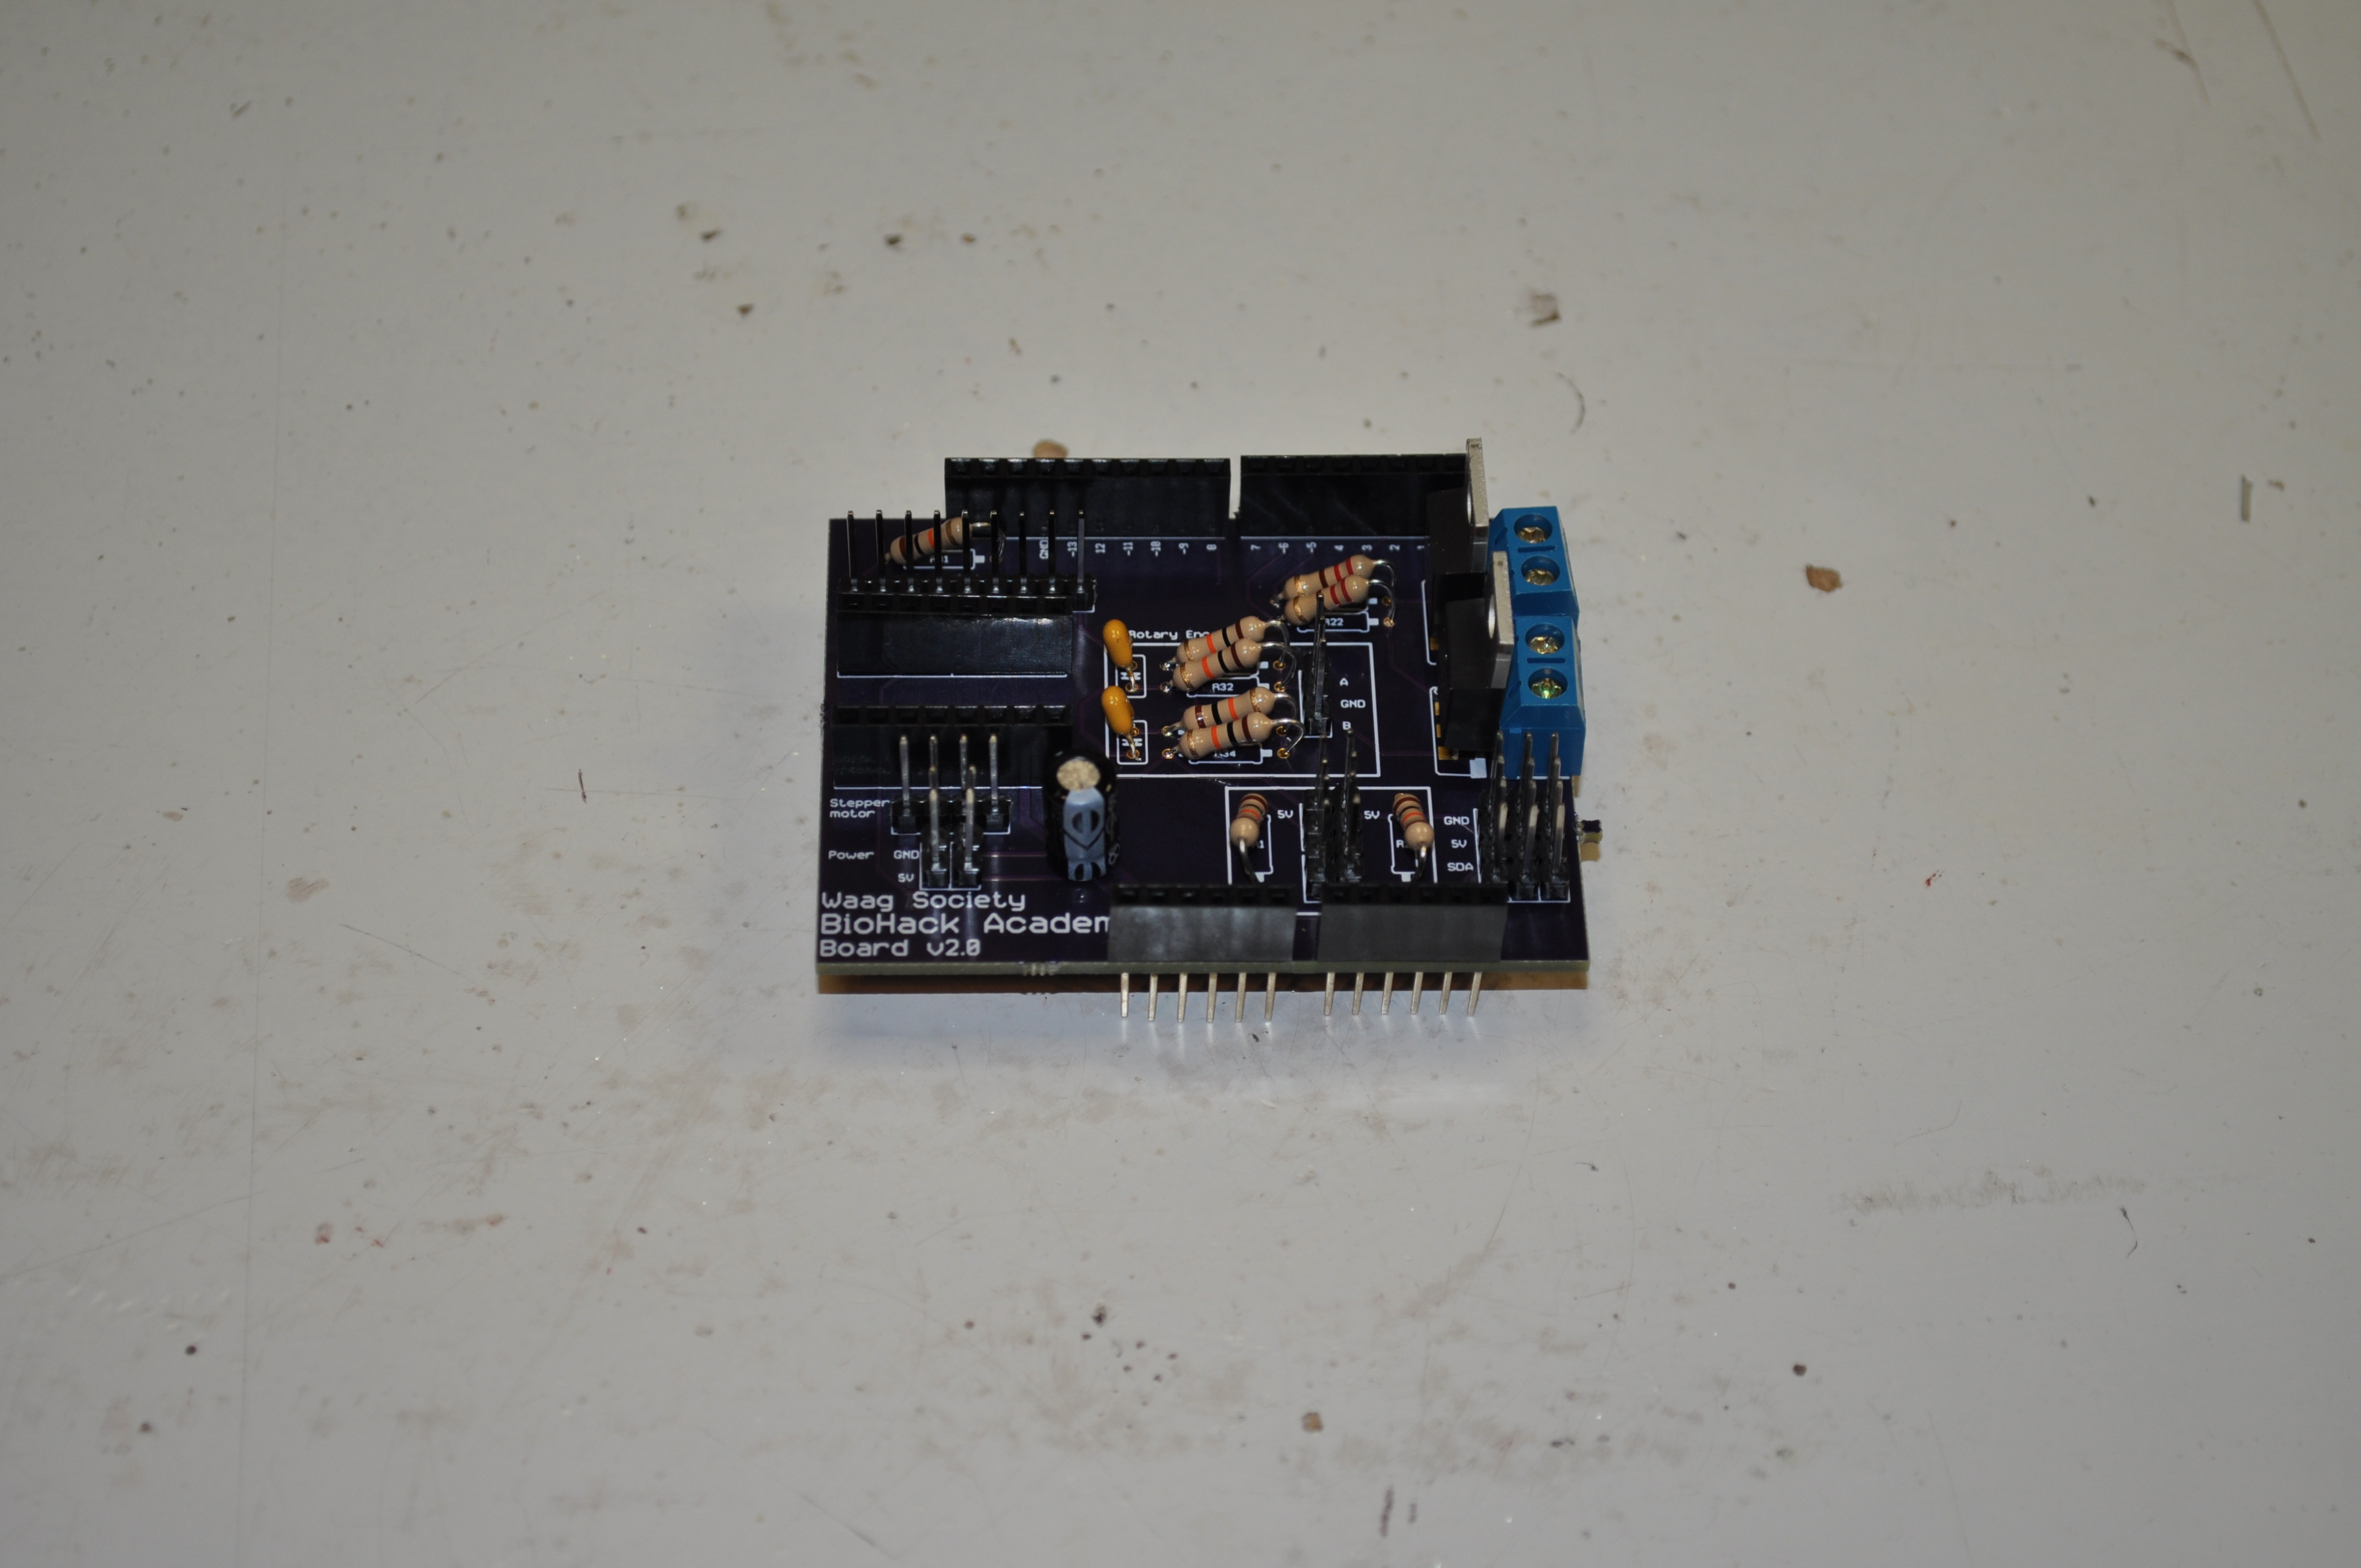 GND
-13
12
-11
-10
-9
8
7
-6
-5
4
3
2
1
R22
Rotary Enc
R32
A
GND
B
R34
Stepper
motor
5V
5V
GND
5V
SDA
Power
GND
5V
Waag Society
BioHack Academ
Board v2.0